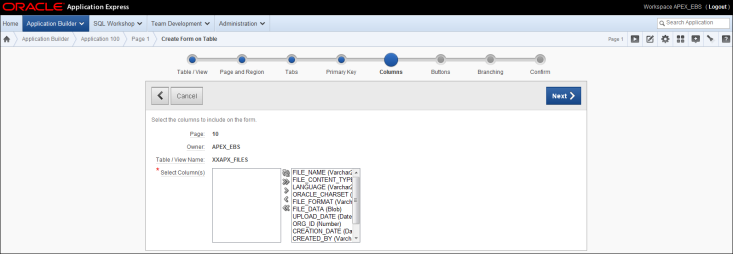 ORACLE Application Express
Workspace APEX_EBS ( Logout )
Home Application Builder SQL Workshop Team Development Administration
Search Application
Application Builder Application 100 Page 1 Create Form on Table
Page 1
Table / View Page and Region Tabs Primary Key Columns Buttons Branching Confirm
Cancel
Next
Select the columns to include on the form.
Page: 10
Owner: APEX_EBS
Table / View Name: XXAPX_FILES
* Select Column(s)
FILE_NAME (Varchar2
FILE_CONTENT_TYPE
LANGUAGE (Varchar2
ORACLE_CHARSET (
FILE_FORMAT (Varch
FILE_DATA (Blob)
UPLOAD_DATE (Date
ORG_ID (Number)
CREATION_DATE (Da
CREATED_BY (Varch